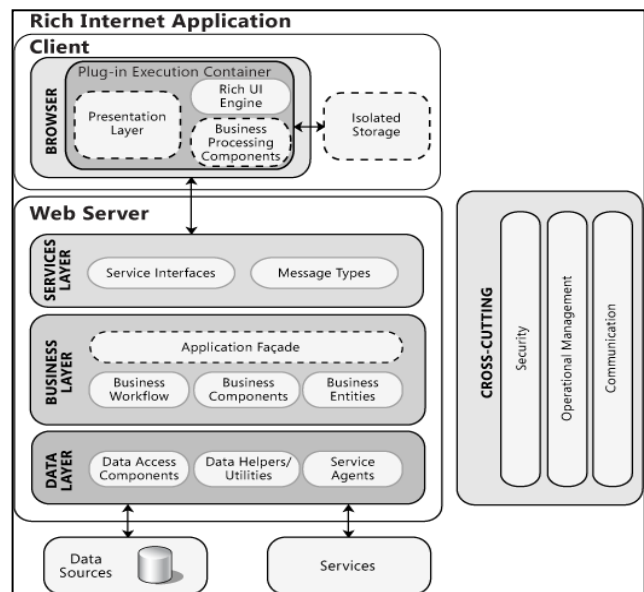 Rich Internet Application
Client
BROWSER
Plug-in Execution Container
Presentation
Layer
Rich UI
Engine
Business
Processing
Components
Isolated
Storage
Web Server
SERVICES
LAYER
Service Interfaces
Message Types
BUSINESS
LAYER
Application Façade
Business
Workflow
Business
Components
Business
Entities
DATA
LAYER
Data Access
Components
Data Helpers/
Utilities
Service
Agents
Data
Sources
Services
CROSS-CUTTING
Security
Operational Management
Communication